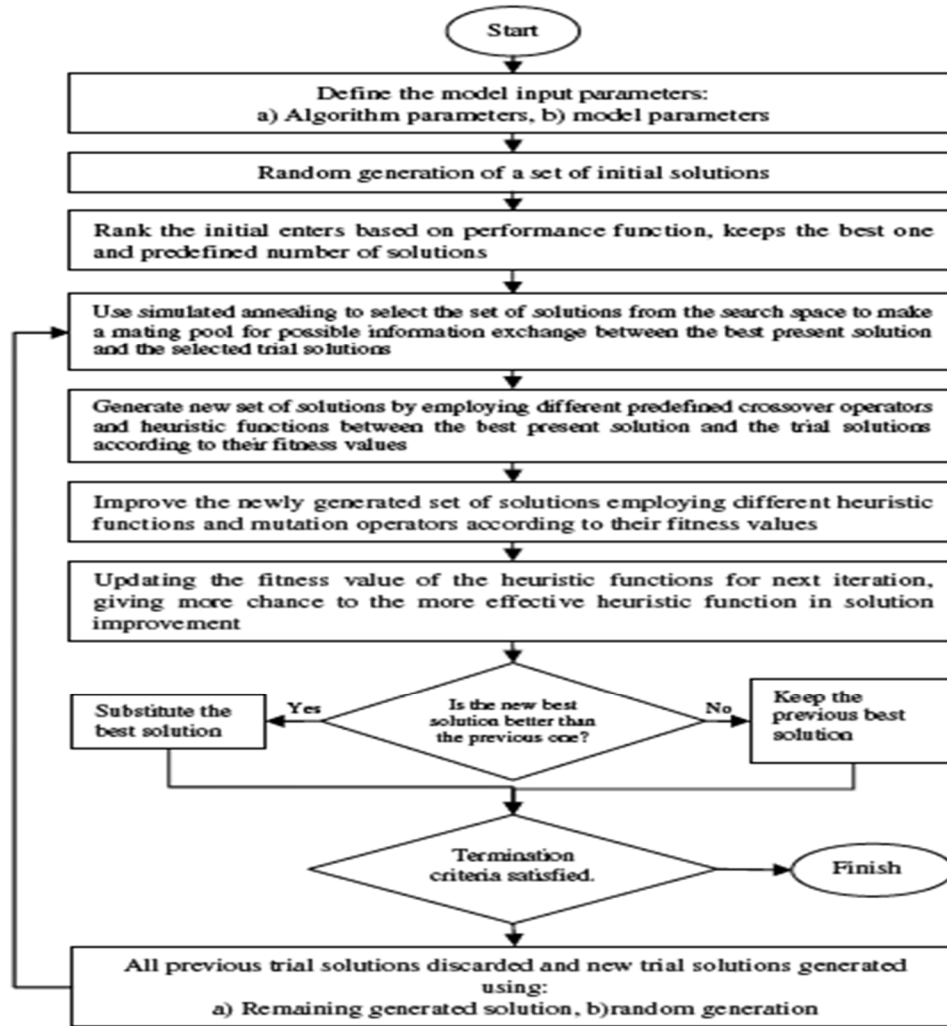 Start
Define the model input parameters:
a) Algorithm parameters, b) model parameters
Random generation of a set of initial solutions
Rank the initial enters based on performance function, keeps the best one
and predefined number of solutions
Use simulated annealing to select the set of solutions from the search space to make
a mating pool for possible information exchange between the best present solution
and the selected trial solutions
Generate new set of solutions by employing different predefined crossover operators
and heuristic functions between the best present solution and the trial solutions
according to their fitness values
Improve the newly generated set of solutions employing different heuristic
functions and mutation operators according to their fitness values
Updating the fitness value of the heuristic functions for next iteration,
giving more chance to the more effective heuristic function in solution
improvement
Substitute the
best solution
Yes
Is the new best
solution better than
the previous one?
No
Keep the
previous best
solution
Termination
criteria satisfied.
Finish
All previous trial solutions discarded and new trial solutions generated
using:
a) Remaining generated solution, b)random generation